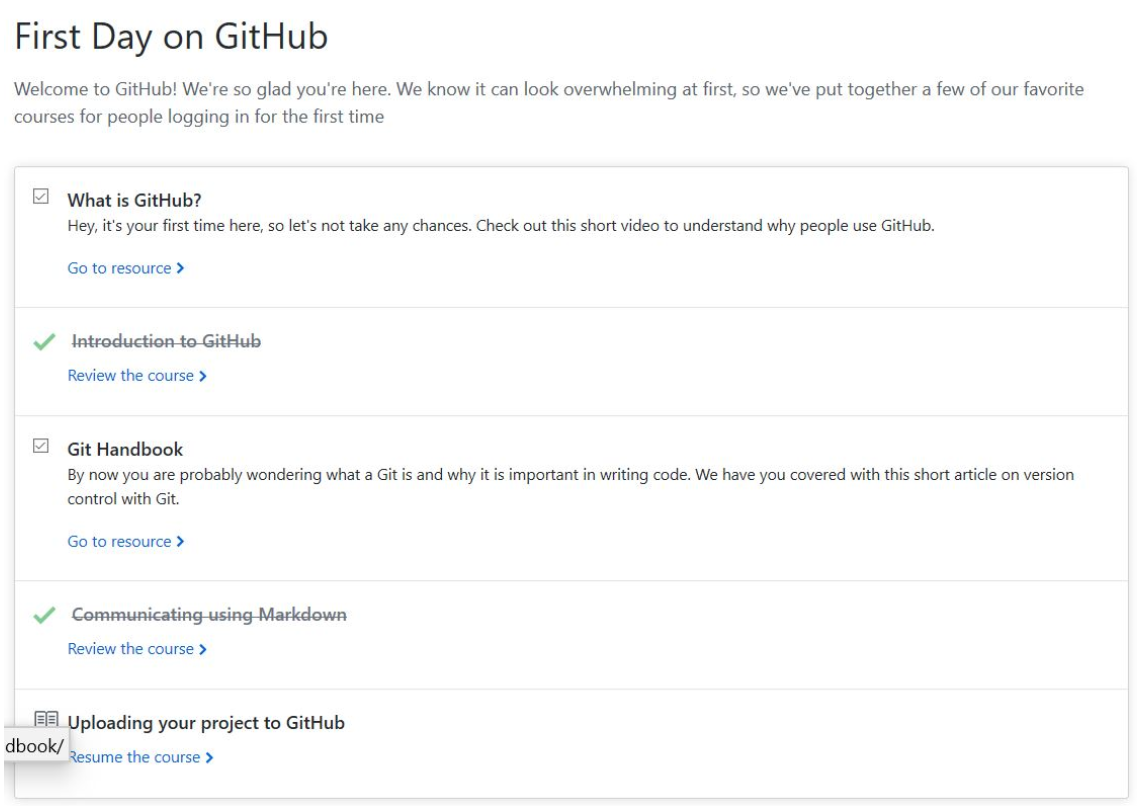 First Day on GitHub
Welcome to GitHub! We're so glad you're here. We know it can look overwhelming at first, so we've put together a few of our favorite
courses for people logging in for the first time
What is GitHub?
Hey, it's your first time here, so let's not take any chances. Check out this short video to understand why people use GitHub.
Go to resource
Introduction to GitHub
Review the course
Git Handbook
By now you are probably wondering what a Git is and why it is important in writing code. We have you covered with this short article on version
control with Git.
Go to resource
Communicating using Markdown
Review the course
Uploading your project to GitHub
dbook/
Resume the course